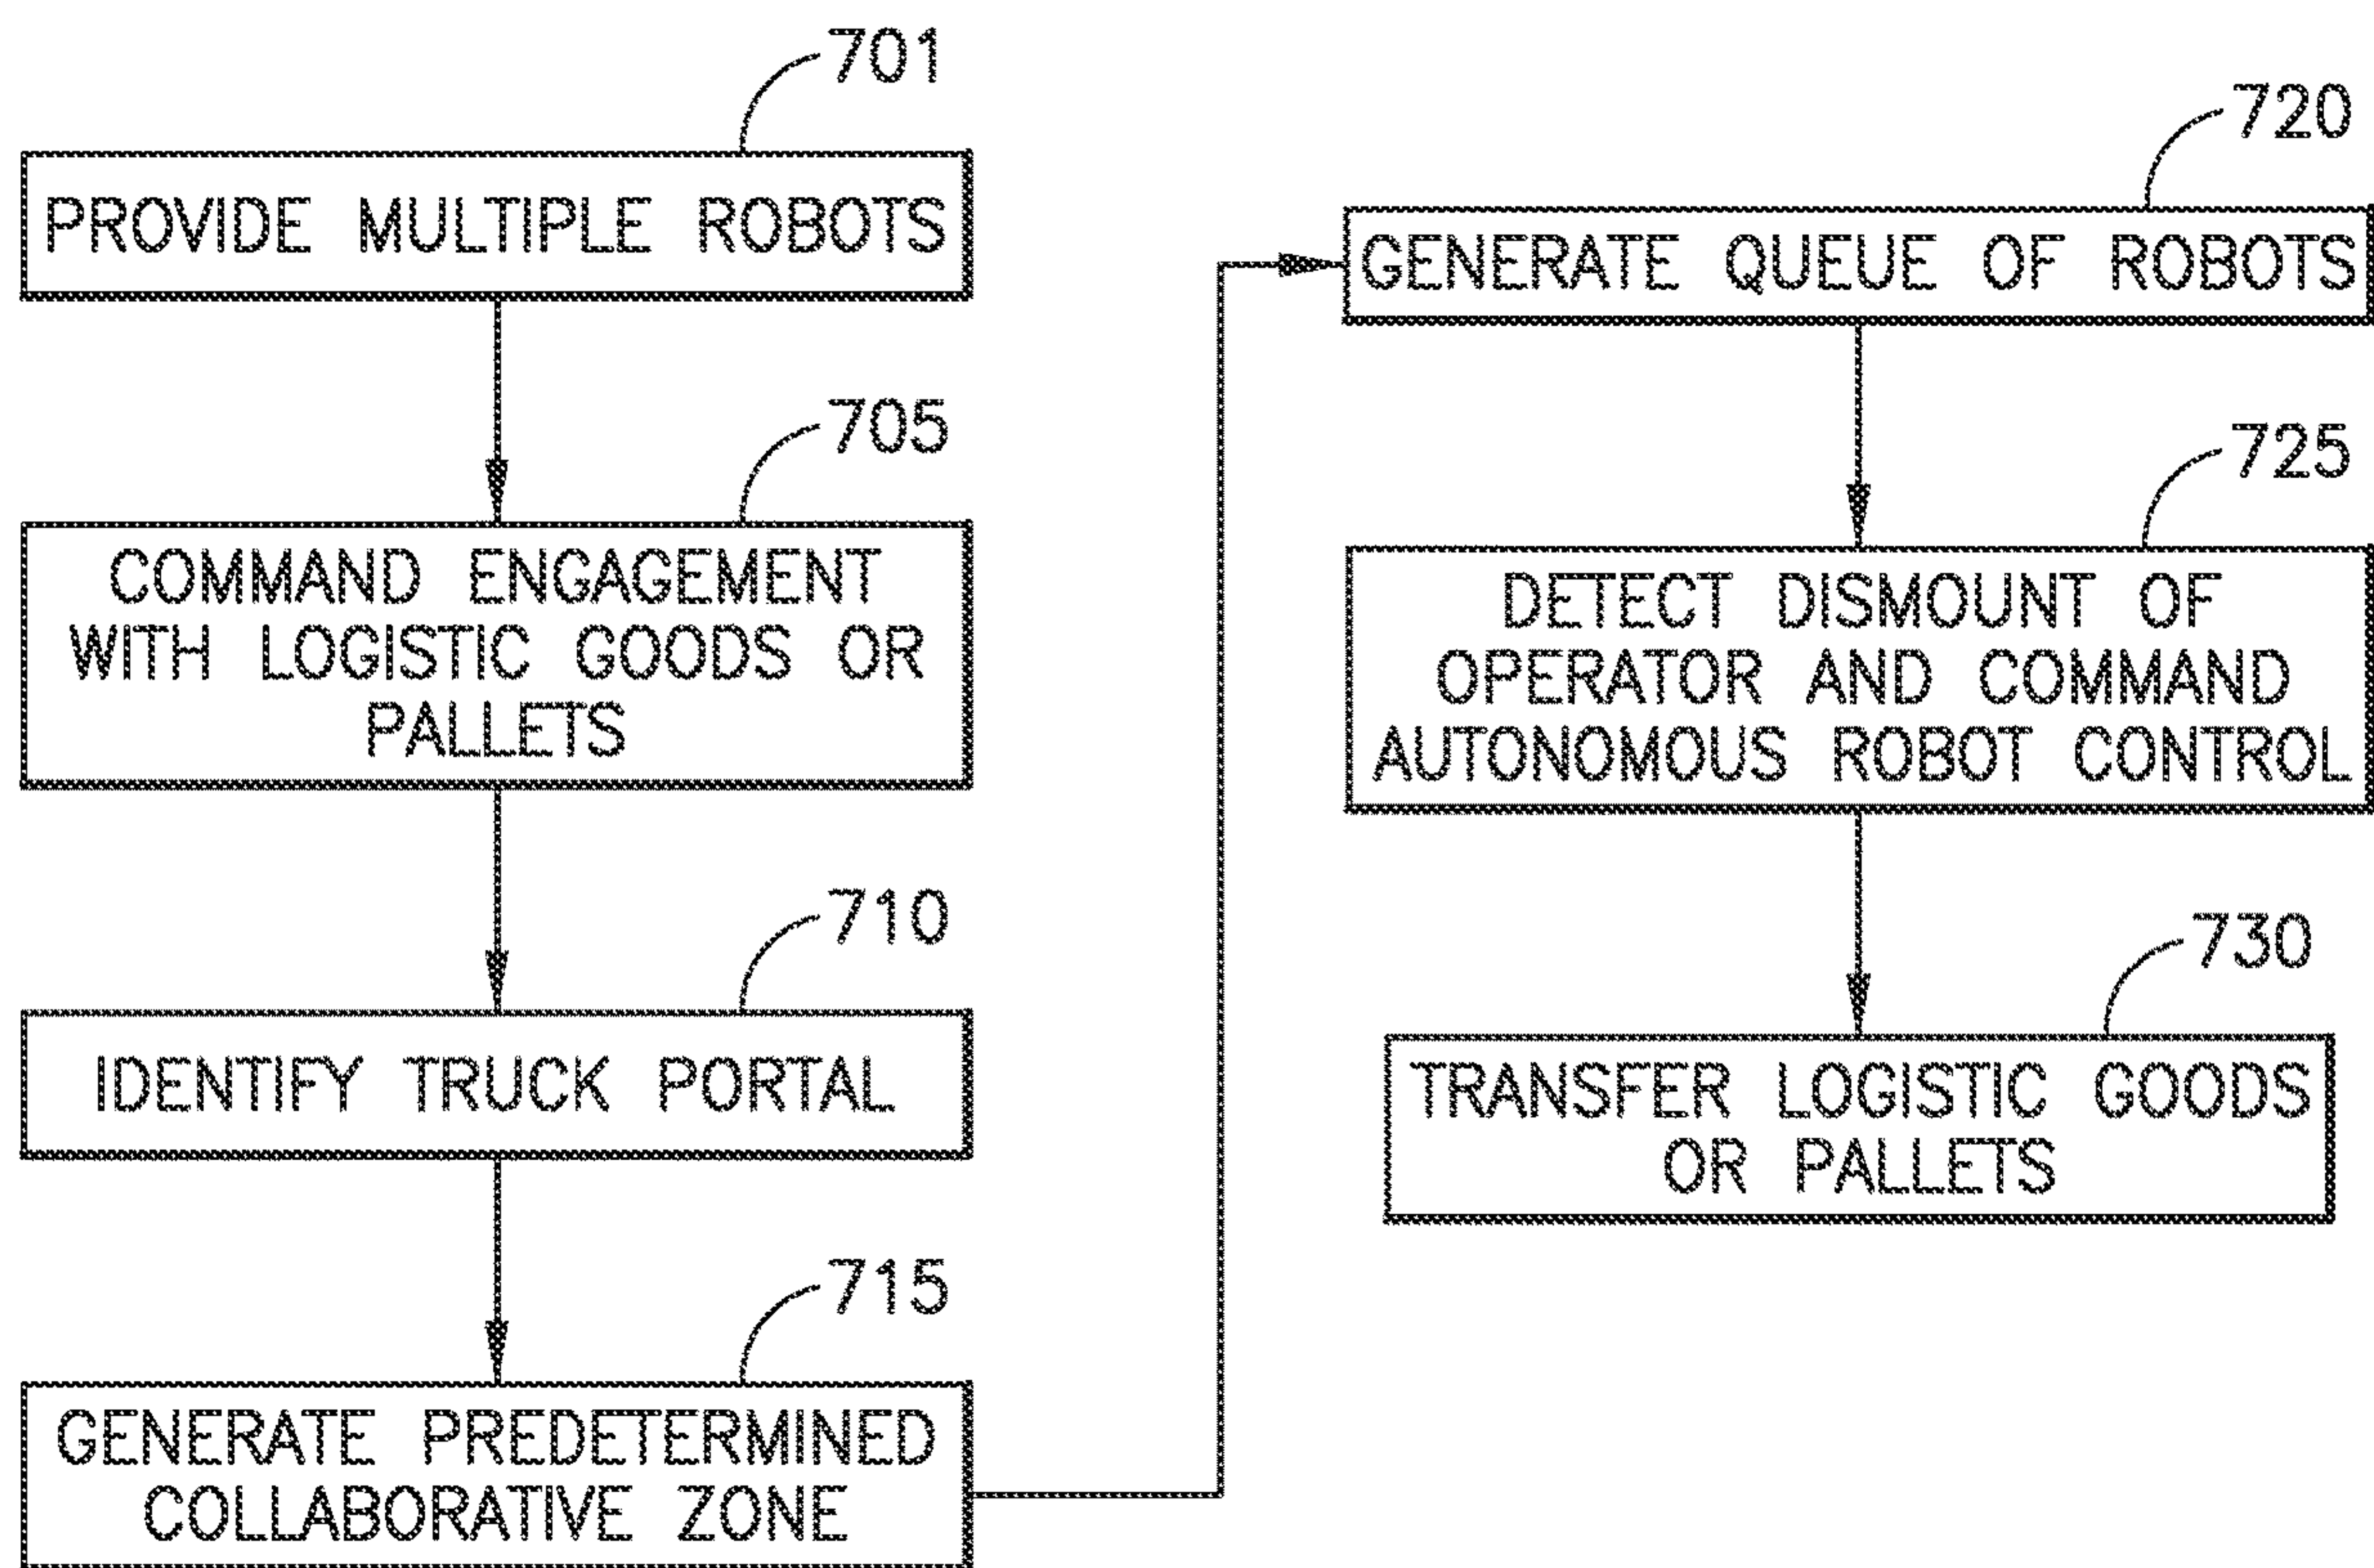 701
PROVIDE MULTIPLE ROBOTS
705
COMMAND ENGAGEMENT
WITH LOGISTIC GOODS OR
PALLETS
710
IDENTIFY TRUCK PORTAL
715
GENERATE PREDETERMINED
COLLABORATIVE ZONE
720
GENERATE QUEUE OF ROBOTS
725
DETECT DISMOUNT OF
OPERATOR AND COMMAND
AUTONOMOUS ROBOT CONTROL
730
TRANSFER LOGISTIC GOODS
OR PALLETS